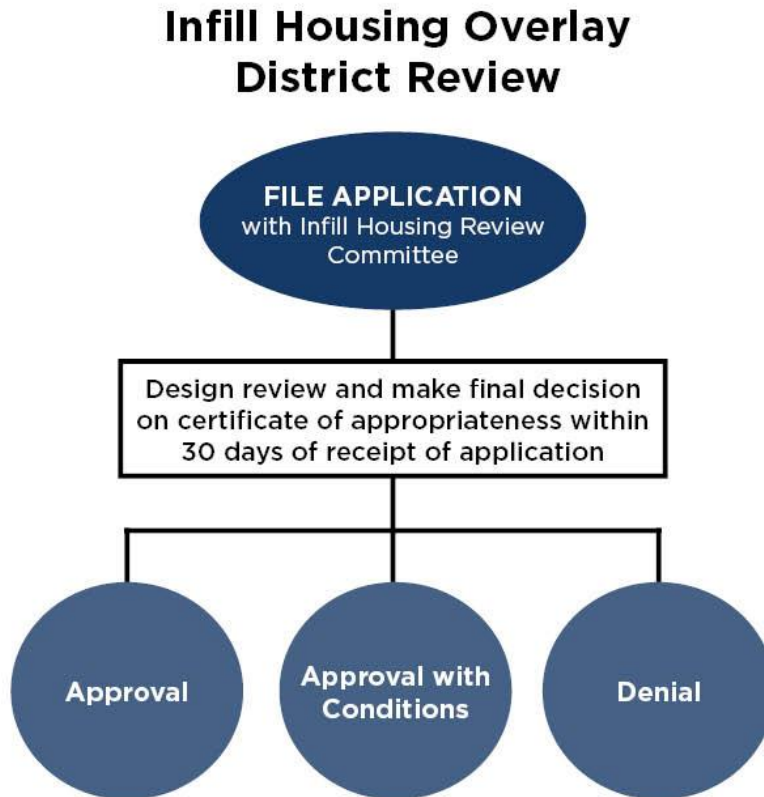 Infill Housing Overlay
District Review
FILE APPLICATION
with Infill Housing Review
Committee
Design review and make final decision
on certificate of appropriateness within
30 days of receipt of application
Approval
Approval with
Conditions
Denial